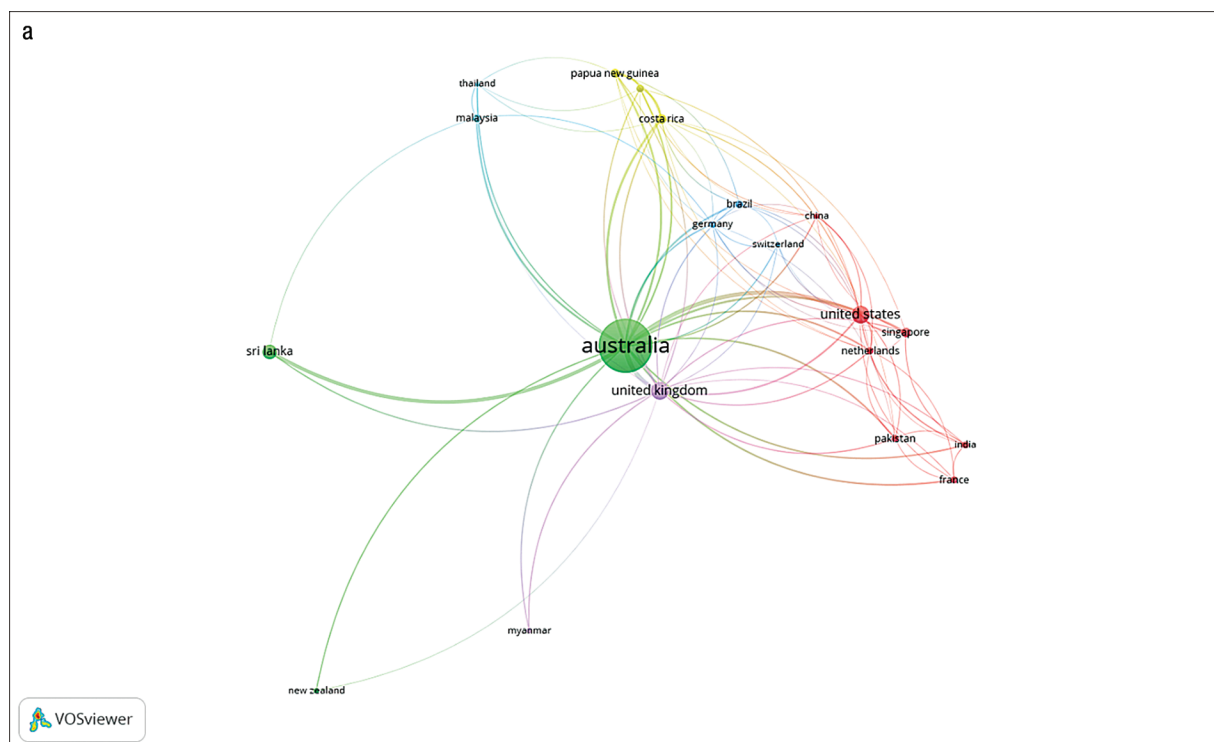 a
papua new guinea
thailand
malaysia
costa rica
brazil
china
germany
switzerland
united states
singapore
australia
netherlands
sri lanka
united kingdom
pakistan
india
france
myanmar
new zealand
VOSviewer